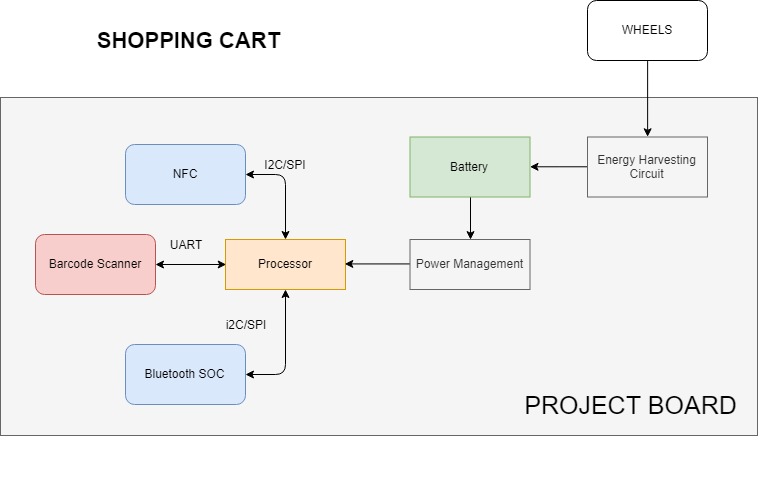 SHOPPING CART
WHEELS
NFC
I2C/SPI
Battery
Energy Harvesting
Circuit
Barcode Scanner
UART
Processor
Power Management
i2C/SPI
Bluetooth SOC
PROJECT BOARD